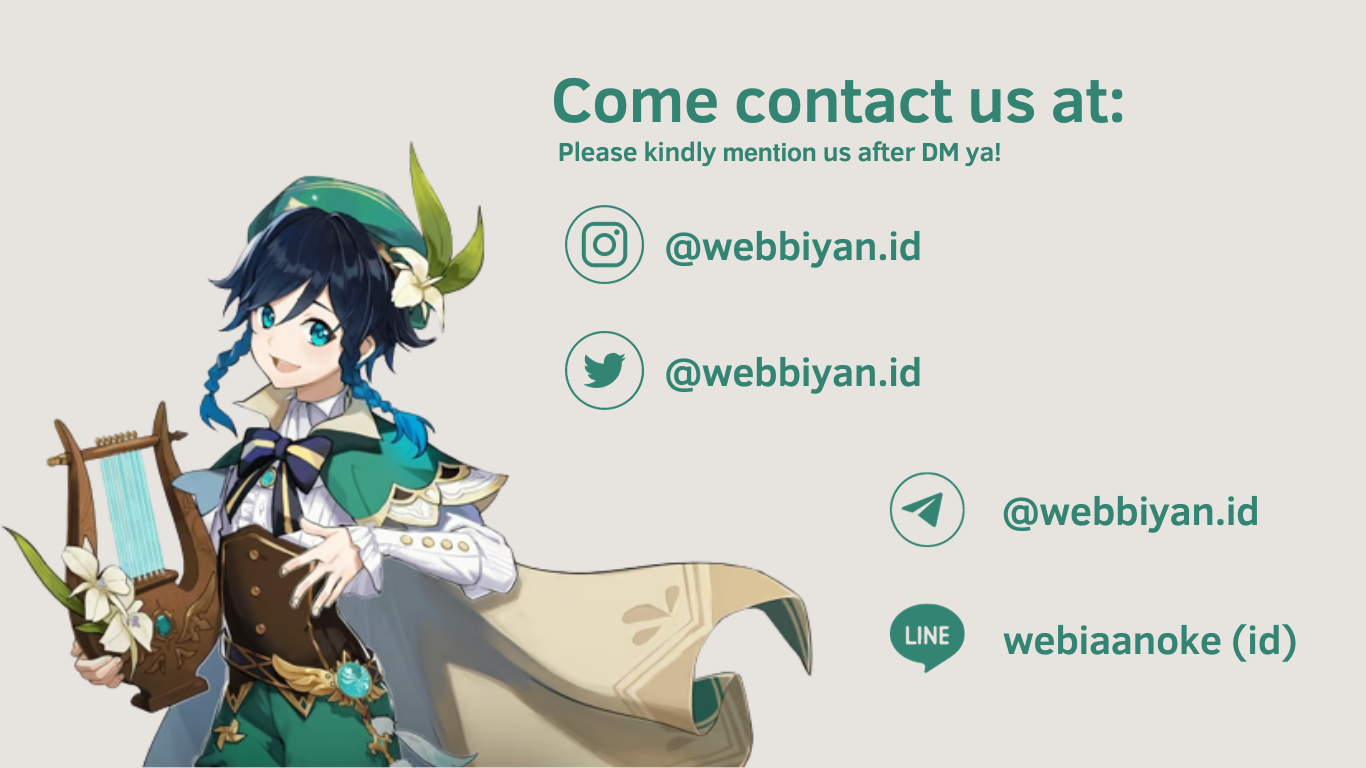 Come contact us at:
Please kindly mention us after DM ya!
@webbiyan.id
@webbiyan.id
@webbiyan.id
LINE
webiaanoke (id)